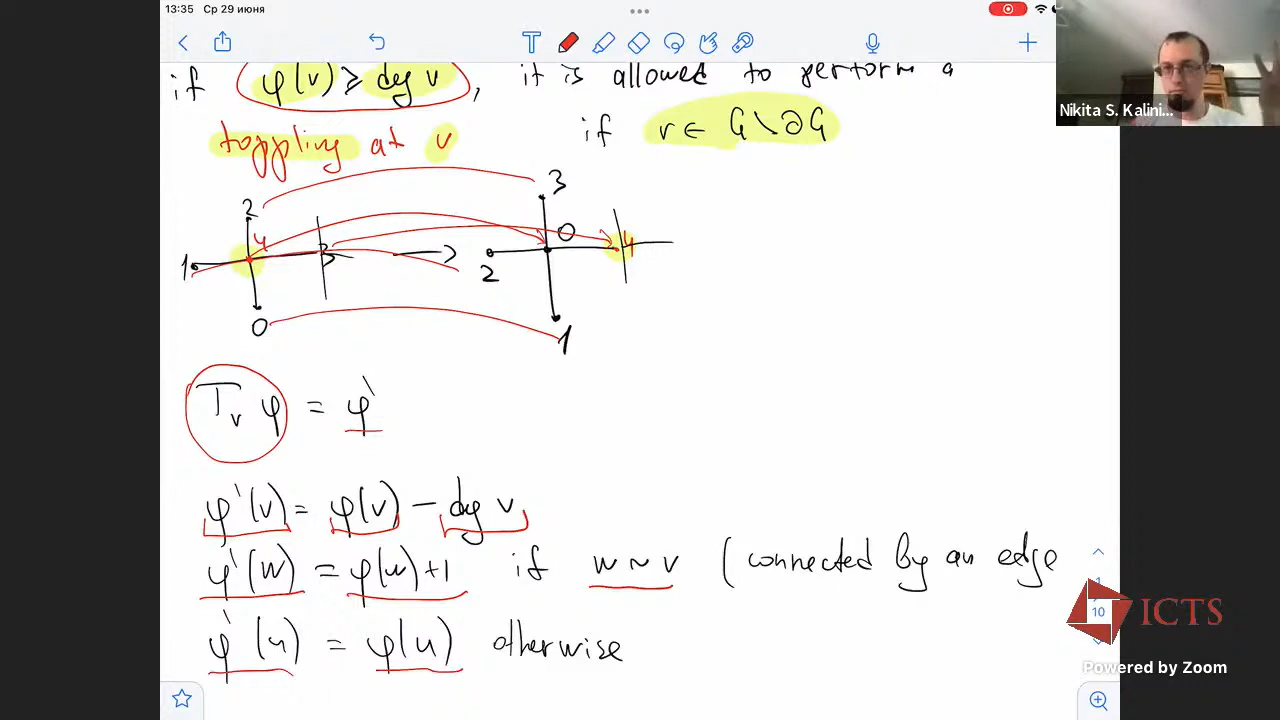 13:35 Ср 29 июня
Nikita S. Kalini...
if φ(v) ⩾ deg v, it is allowed to perform a
toppling at v if v ∈ G \ ∂G
2 3
4 0 4
1 3 2
0 1
T_v φ = φ'
φ'(v) = φ(v) − deg v
φ'(w) = φ(w)+1 if w ~ v (connected by an edge
φ'(u) = φ(u) otherwise
1
10
ICTS
Powered by Zoom